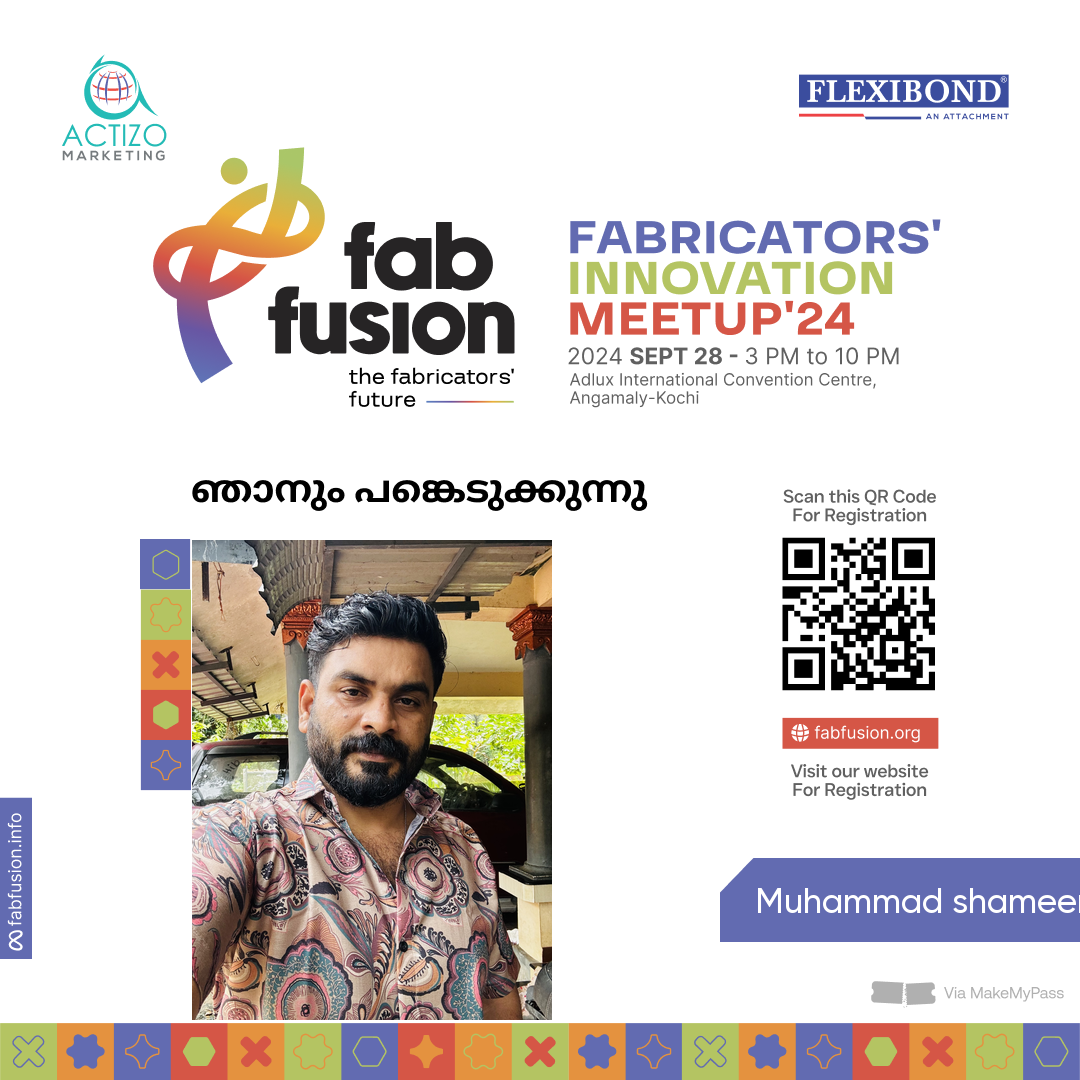 ACTIZO
MARKETING
FLEXIBOND®
AN ATTACHMENT
fab
fusion
the fabricators'
future
FABRICATORS'
INNOVATION
MEETUP'24
2024 SEPT 28 - 3 PM to 10 PM
Adlux International Convention Centre,
Angamaly-Kochi
ഞാനും പങ്കെടുക്കുന്നു
Scan this QR Code
For Registration
fabfusion.org
Visit our website
For Registration
fabfusion.info
Muhammad shameer
Via MakeMyPass